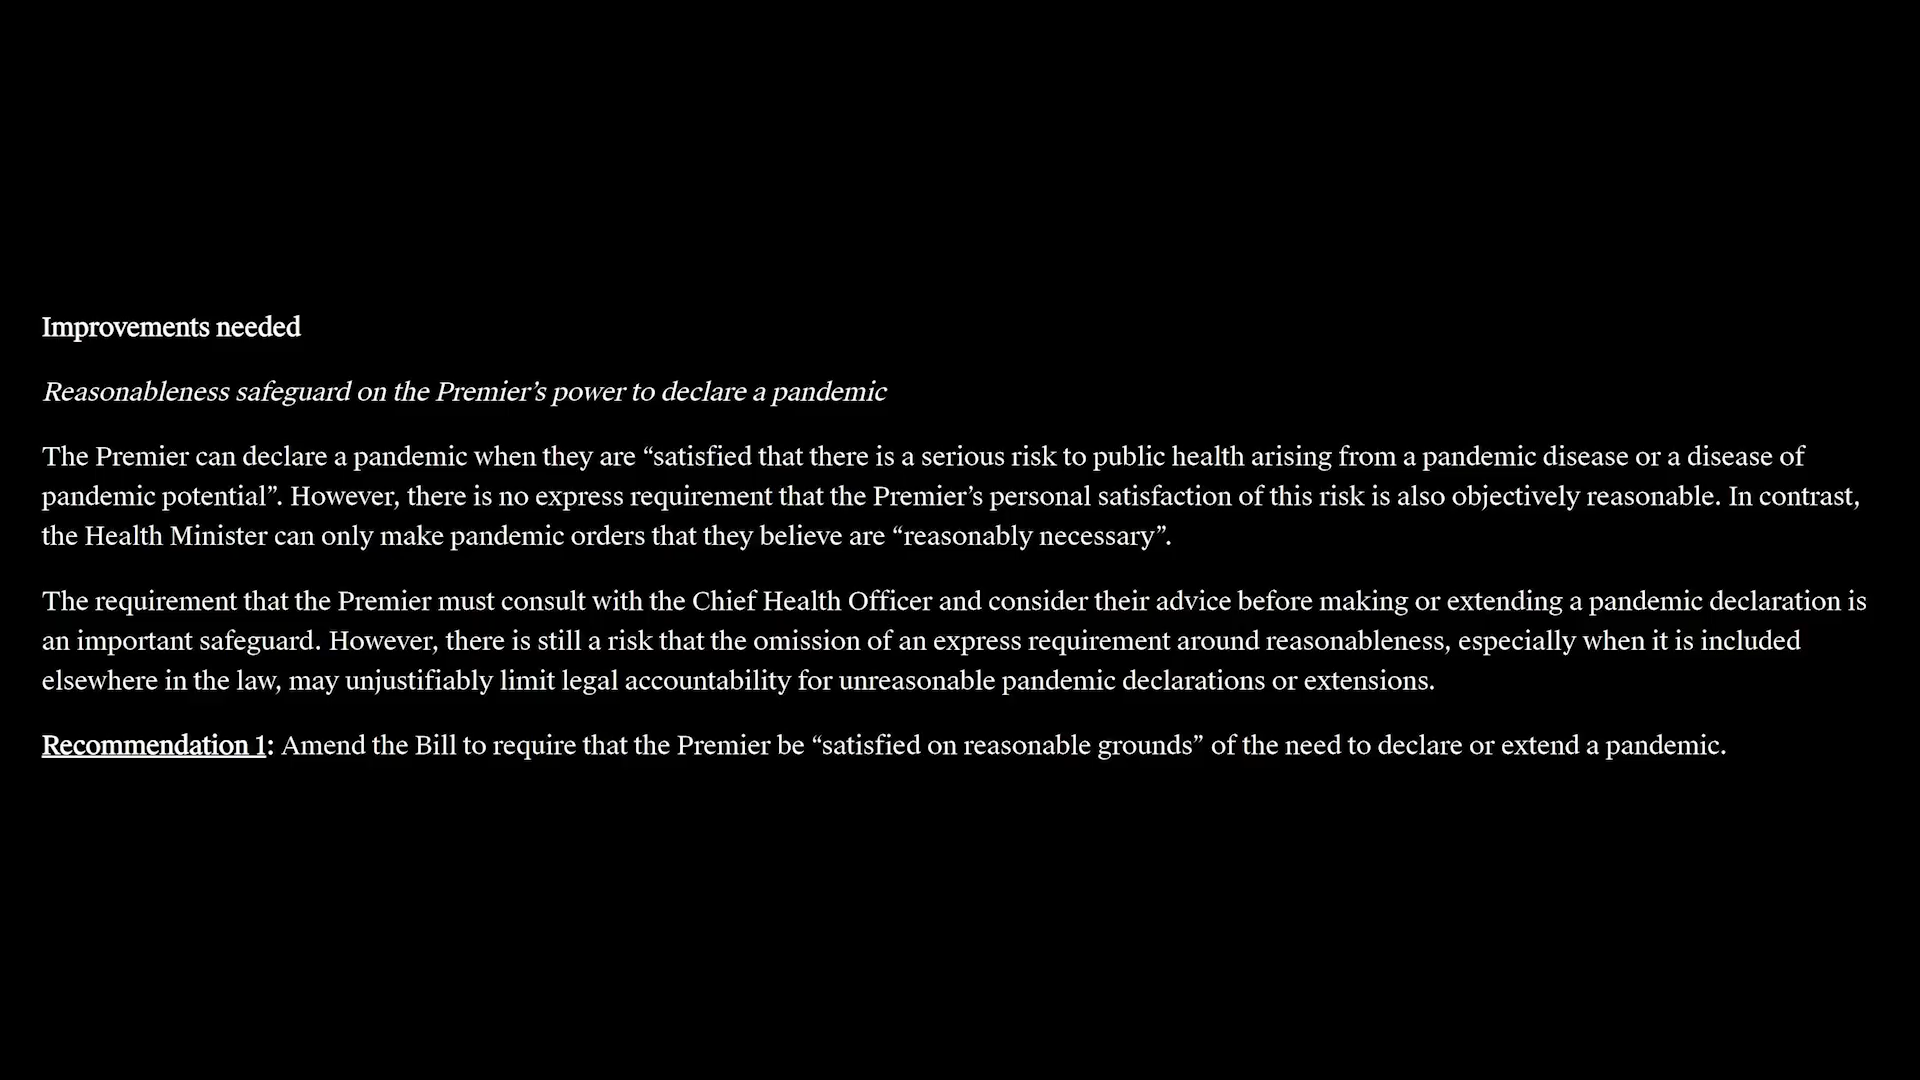 Improvements needed
Reasonableness safeguard on the Premier’s power to declare a pandemic
The Premier can declare a pandemic when they are “satisfied that there is a serious risk to public health arising from a pandemic disease or a disease of
pandemic potential”. However, there is no express requirement that the Premier’s personal satisfaction of this risk is also objectively reasonable. In contrast,
the Health Minister can only make pandemic orders that they believe are “reasonably necessary”.
The requirement that the Premier must consult with the Chief Health Officer and consider their advice before making or extending a pandemic declaration is
an important safeguard. However, there is still a risk that the omission of an express requirement around reasonableness, especially when it is included
elsewhere in the law, may unjustifiably limit legal accountability for unreasonable pandemic declarations or extensions.
Recommendation 1: Amend the Bill to require that the Premier be “satisfied on reasonable grounds” of the need to declare or extend a pandemic.